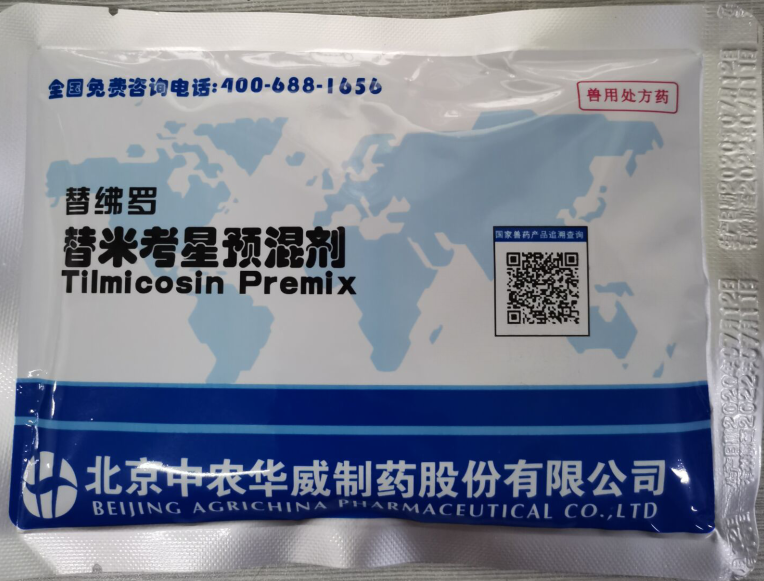 全国免费咨询电话:400-688-1656
兽用处方药
替绋罗
替米考星预混剂
Tilmicosin Premix
国家兽药产品追溯查询
北京中农华威制药股份有限公司
BEIJING AGRICHINA PHARMACEUTICAL CO.,LTD